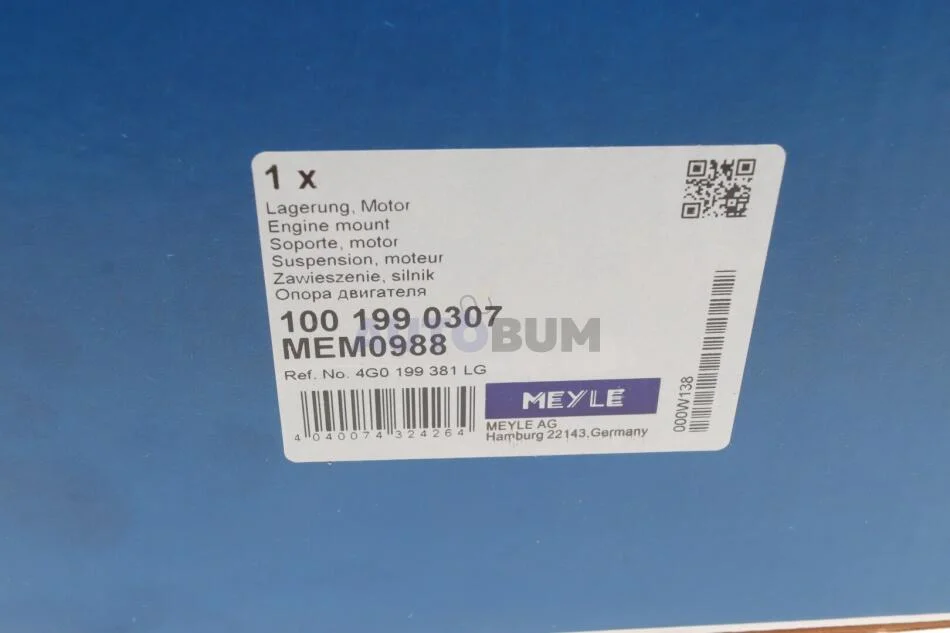 1 x
Lagerung, Motor
Engine mount
Soporte, motor
Suspension, moteur
Zawieszenie, silnik
Опора двигателя
100 199 0307
AUTOBUM
MEM0988
Ref. No. 4G0 199 381 LG
MEYLE
4 040074 324264
MEYLE AG
Hamburg 22143,Germany
000W138